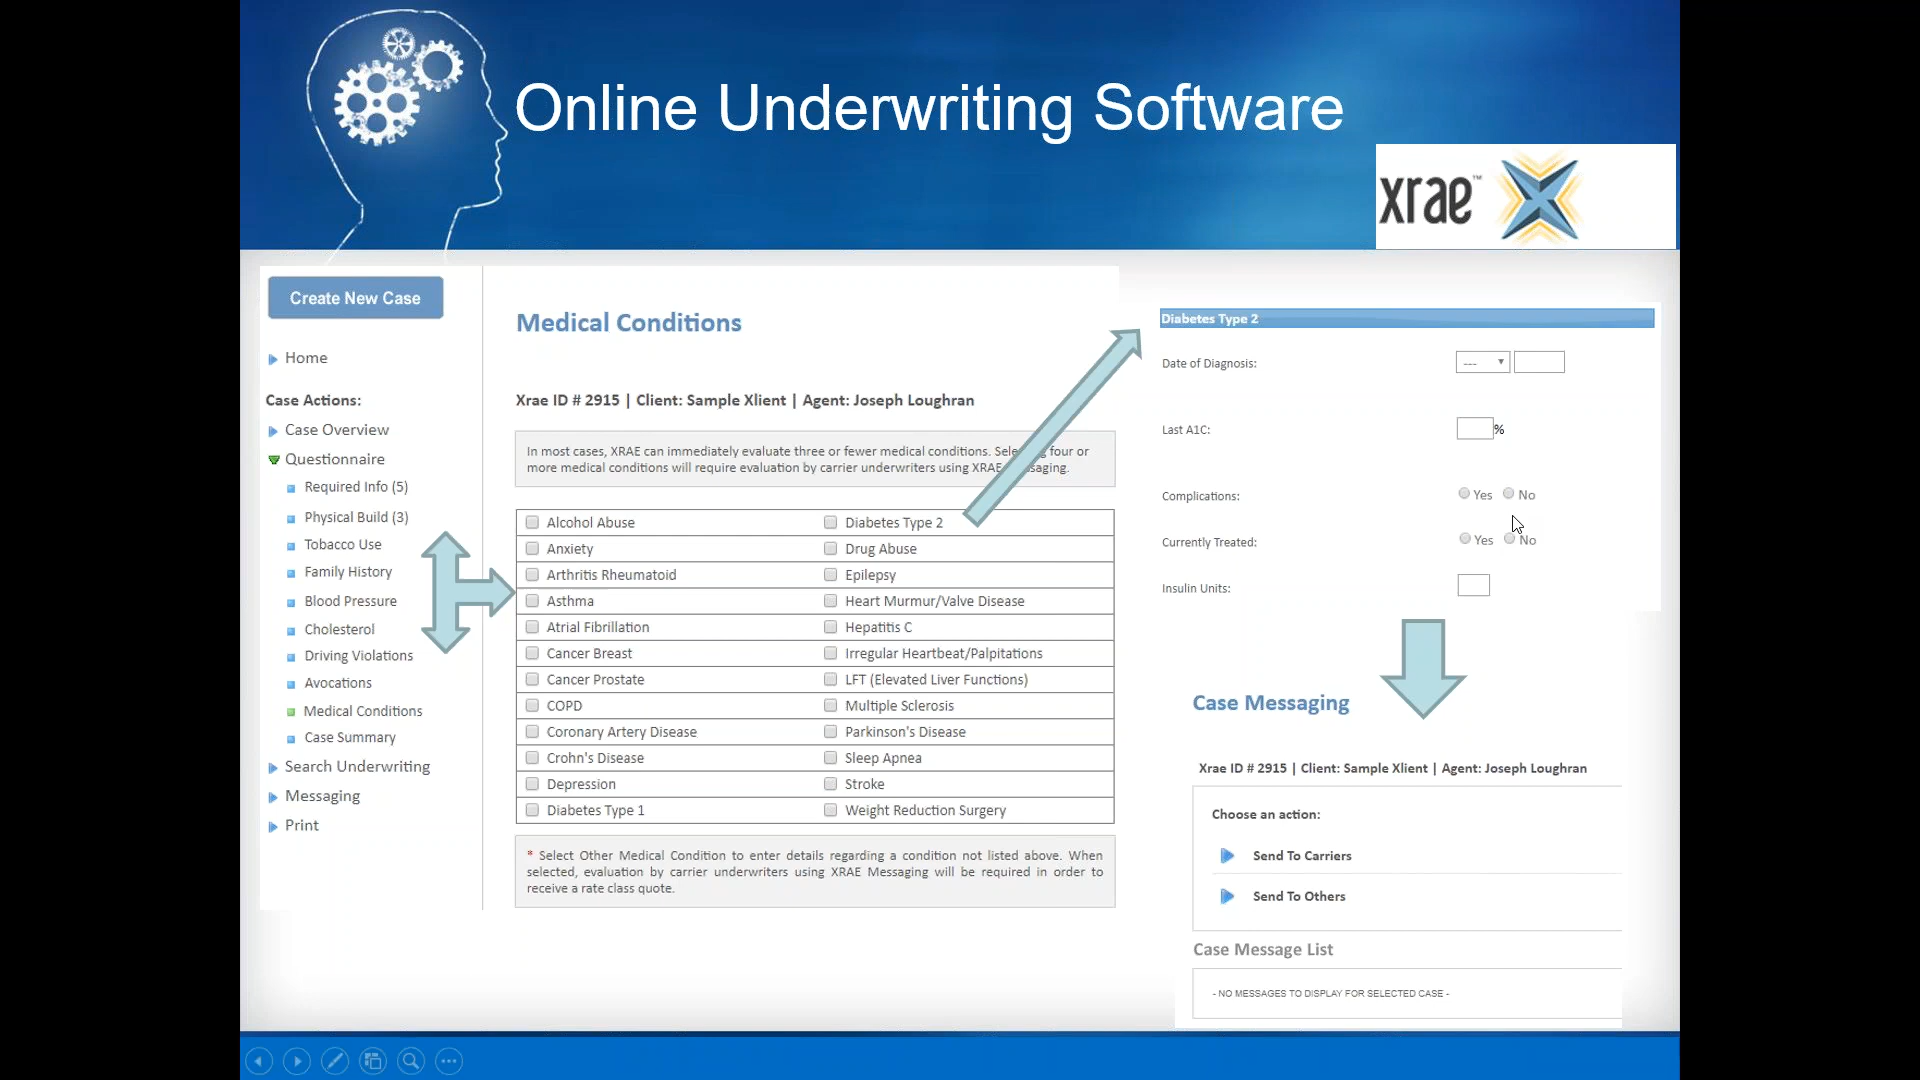 Online Underwriting Software
xrae™
Create New Case
Home
Case Actions:
Case Overview
Questionnaire
Required Info (5)
Physical Build (3)
Tobacco Use
Family History
Blood Pressure
Cholesterol
Driving Violations
Avocations
Medical Conditions
Case Summary
Search Underwriting
Messaging
Print
Medical Conditions
Xrae ID # 2915 | Client: Sample Xlient | Agent: Joseph Loughran
In most cases, XRAE can immediately evaluate three or fewer medical conditions. four or
more medical conditions will require evaluation by carrier underwriters using XRAE
Alcohol Abuse Diabetes Type 2
Anxiety Drug Abuse
Arthritis Rheumatoid Epilepsy
Asthma Heart Murmur/Valve Disease
Atrial Fibrillation Hepatitis C
Cancer Breast Irregular Heartbeat/Palpitations
Cancer Prostate LFT (Elevated Liver Functions)
COPD Multiple Sclerosis
Coronary Artery Disease Parkinson's Disease
Crohn's Disease Sleep Apnea
Depression Stroke
Diabetes Type 1 Weight Reduction Surgery
* Select Other Medical Condition to enter details regarding a condition not listed above. When
selected, evaluation by carrier underwriters using XRAE Messaging will be required in order to
receive a rate class quote.
Diabetes Type 2
Date of Diagnosis: ---
Last A1C: %
Complications: Yes No
Currently Treated: Yes No
Insulin Units:
Case Messaging
Xrae ID # 2915 | Client: Sample Xlient | Agent: Joseph Loughran
Choose an action:
Send To Carriers
Send To Others
Case Message List
- NO MESSAGES TO DISPLAY FOR SELECTED CASE -